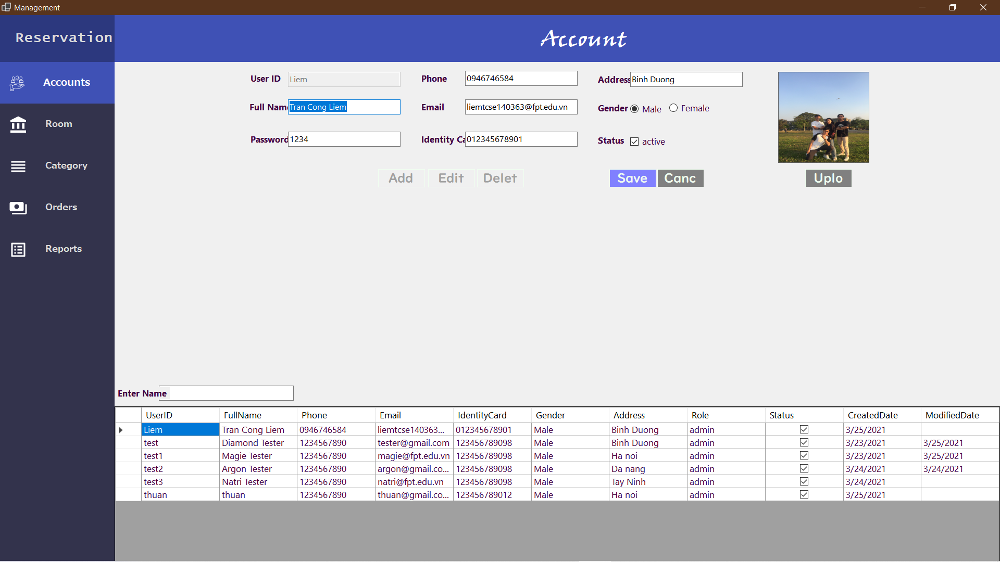 Management
Reservation
Account
Accounts
Room
Category
Orders
Reports
User ID Liem Phone 0946746584 Address Binh Duong
Full Name Tran Cong Liem Email liemtcse140363@fpt.edu.vn Gender Male Female
Password 1234 Identity Ca 012345678901 Status active
Add Edit Delet Save Canc Uplo
Enter Name
UserID FullName Phone Email IdentityCard Gender Address Role Status CreatedDate ModifiedDate
Liem Tran Cong Liem 0946746584 liemtcse140363... 012345678901 Male Binh Duong admin 3/25/2021
test Diamond Tester 1234567890 tester@gmail.com 123456789098 Male Binh Duong admin 3/23/2021 3/25/2021
test1 Magie Tester 1234567890 magie@fpt.edu.vn 123456789098 Male Ha noi admin 3/23/2021 3/25/2021
test2 Argon Tester 1234567890 argon@gmail.co... 123456789098 Male Da nang admin 3/24/2021 3/24/2021
test3 Natri Tester 1234567890 natri@fpt.edu.vn 123456789098 Male Tay Ninh admin 3/24/2021
thuan thuan 1234567890 thuan@gmail.co... 123456789012 Male Ha noi admin 3/25/2021